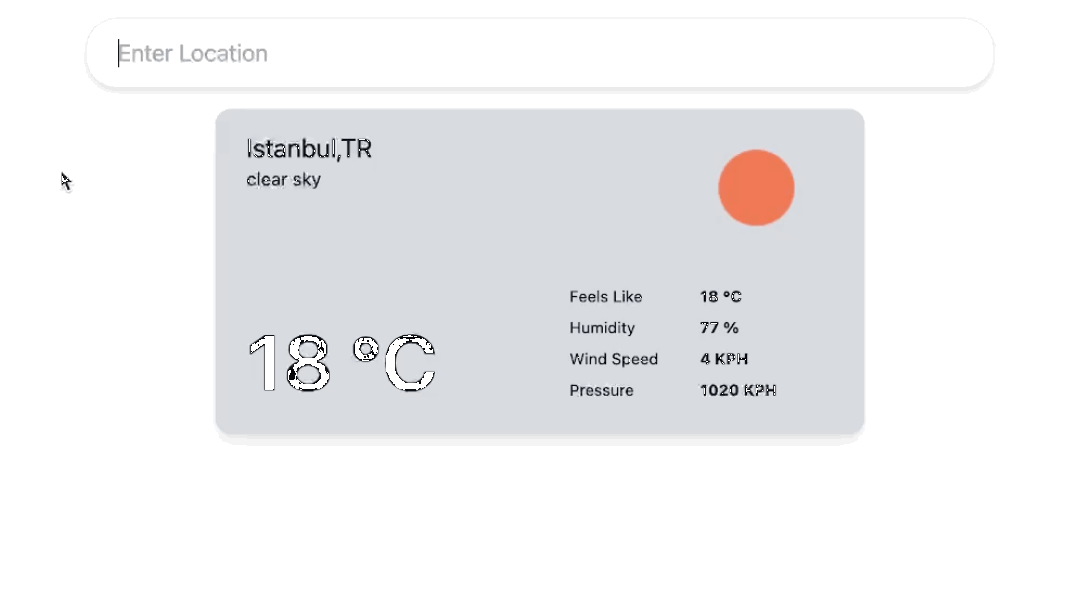 Enter Location
Istanbul,TR
clear sky
18 °C
Feels Like 18 °C
Humidity 77 %
Wind Speed 4 KPH
Pressure 1020 KPH